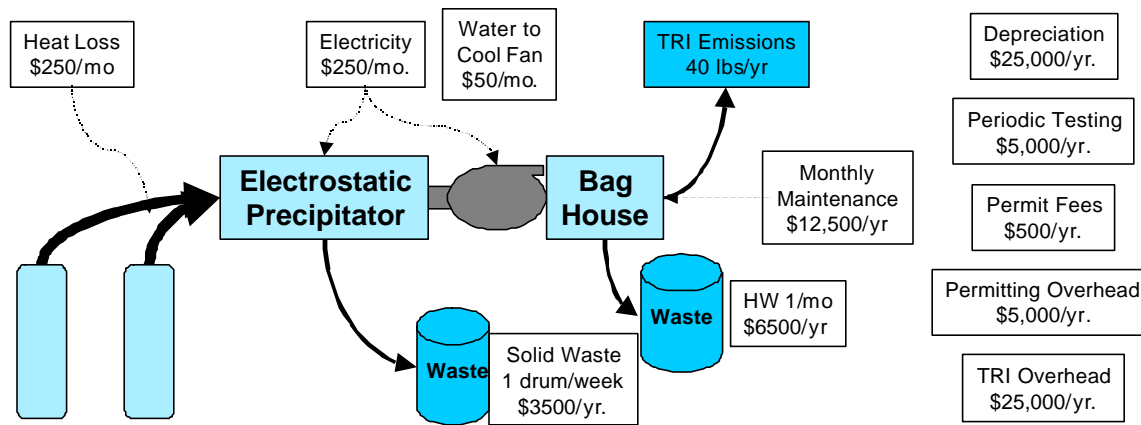 Heat Loss
$250/mo
Electricity
$250/mo.
Water to
Cool Fan
$50/mo.
TRI Emissions
40 lbs/yr
Depreciation
$25,000/yr.
Periodic Testing
$5,000/yr.
Electrostatic
Precipitator
Bag
House
Monthly
Maintenance
$12,500/yr
Permit Fees
$500/yr.
Waste
HW 1/mo
$6500/yr
Permitting Overhead
$5,000/yr.
Waste
Solid Waste
1 drum/week
$3500/yr.
TRI Overhead
$25,000/yr.